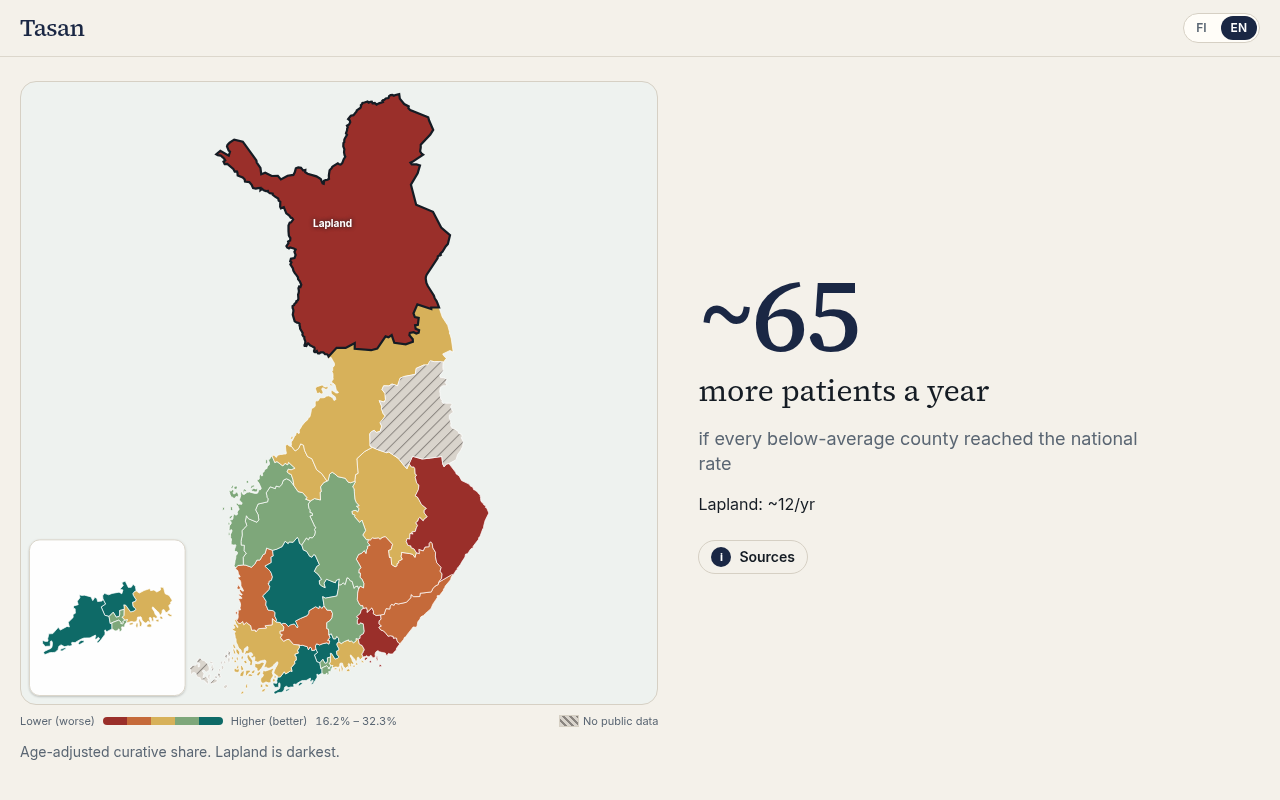 Tasan
FI EN
Lapland
~65
more patients a year
if every below-average county reached the national
rate
Lapland: ~12/yr
i Sources
Lower (worse) Higher (better) 16.2% – 32.3% No public data
Age-adjusted curative share. Lapland is darkest.